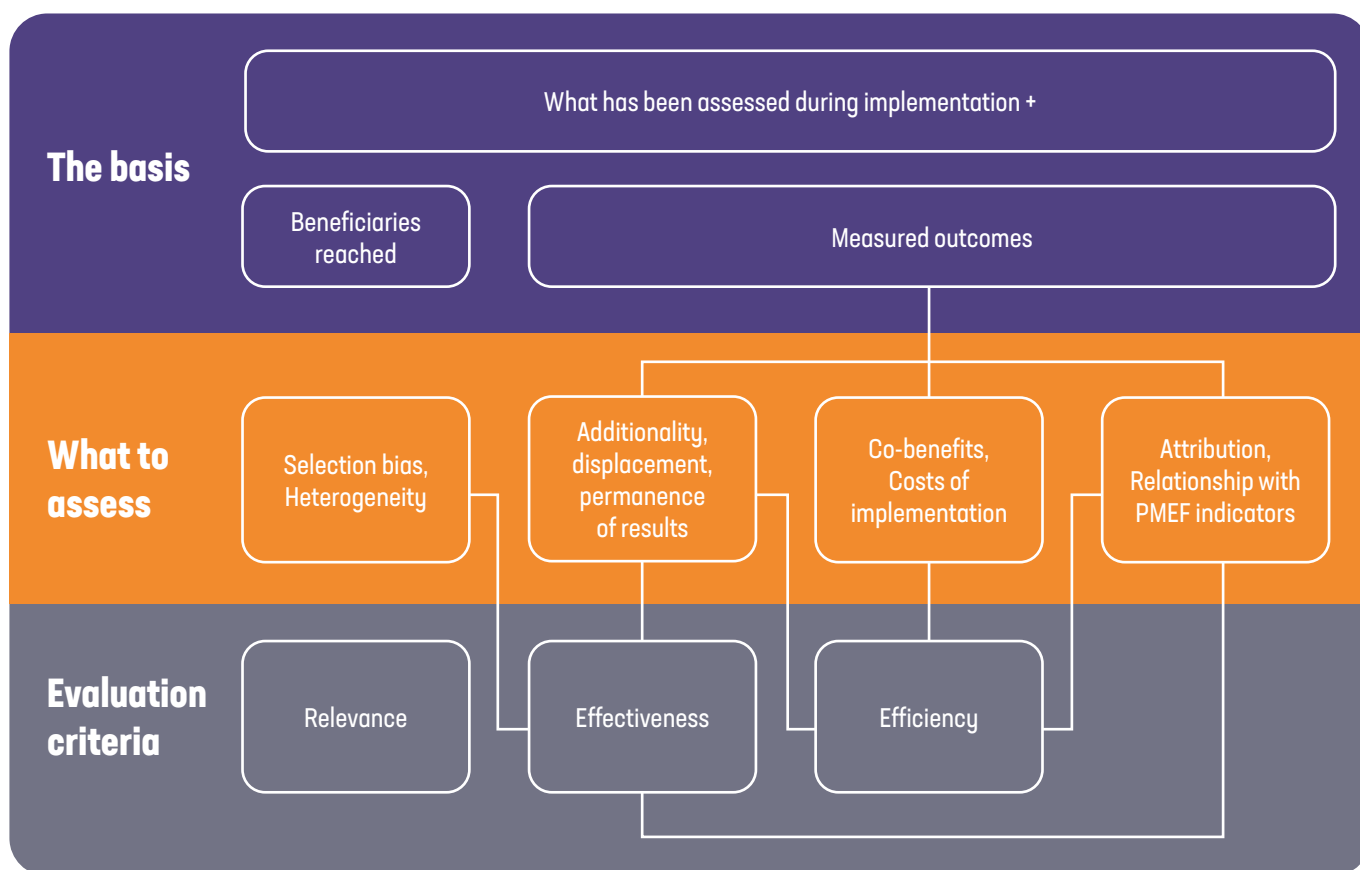 The basis
What has been assessed during implementation +
Beneficiaries
reached
Measured outcomes
What to
assess
Selection bias,
Heterogeneity
Additionality,
displacement,
permanence
of results
Co-benefits,
Costs of
implementation
Attribution,
Relationship with
PMEF indicators
Evaluation
criteria
Relevance
Effectiveness
Efficiency